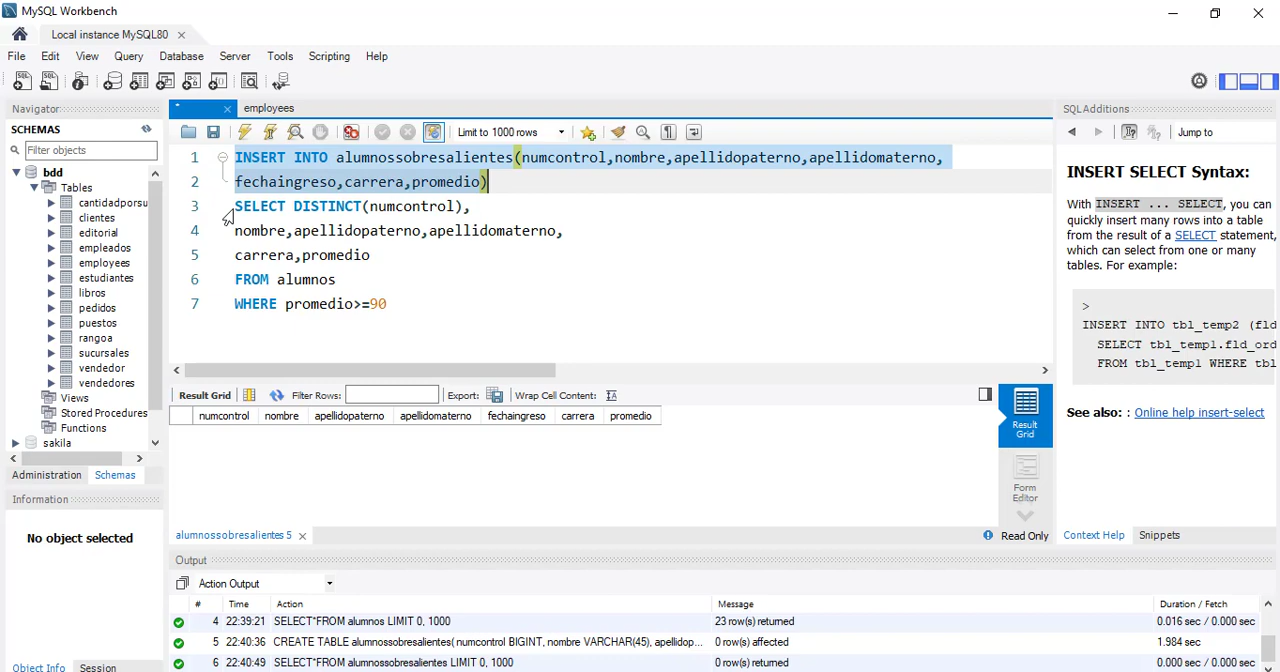 MySQL Workbench
Local instance MySQL80
File Edit View Query Database Server Tools Scripting Help
Navigator
SCHEMAS
Filter objects
bdd
Tables
cantidadporsu
clientes
editorial
empleados
employees
estudiantes
libros
pedidos
puestos
rangoa
sucursales
vendedor
vendedores
Views
Stored Procedures
Functions
sakila
Administration Schemas
Information
No object selected
Object Info Session
employees
Limit to 1000 rows
1 INSERT INTO alumnossobresalientes(numcontrol,nombre,apellidopaterno,apellidomaterno,
2 fechaingreso,carrera,promedio)
3 SELECT DISTINCT(numcontrol),
4 nombre,apellidopaterno,apellidomaterno,
5 carrera,promedio
6 FROM alumnos
7 WHERE promedio>=90
Result Grid Filter Rows: Export: Wrap Cell Content:
numcontrol nombre apellidopaterno apellidomaterno fechaingreso carrera promedio
Result Grid
Form Editor
alumnossobresalientes 5
Read Only
Output
Action Output
# Time Action Message Duration / Fetch
4 22:39:21 SELECT*FROM alumnos LIMIT 0, 1000 23 row(s) returned 0.016 sec / 0.000 sec
5 22:40:36 CREATE TABLE alumnossobresalientes( numcontrol BIGINT, nombre VARCHAR(45), apellidop... 0 row(s) affected 1.984 sec
6 22:40:49 SELECT*FROM alumnossobresalientes LIMIT 0, 1000 0 row(s) returned 0.000 sec / 0.000 sec
SQLAdditions
Jump to
INSERT SELECT Syntax:
With INSERT ... SELECT, you can
quickly insert many rows into a table
from the result of a SELECT statement,
which can select from one or many
tables. For example:
>
INSERT INTO tbl_temp2 (fld
SELECT tbl_temp1.fld_ord
FROM tbl_temp1 WHERE tbl
See also: : Online help insert-select
Context Help Snippets